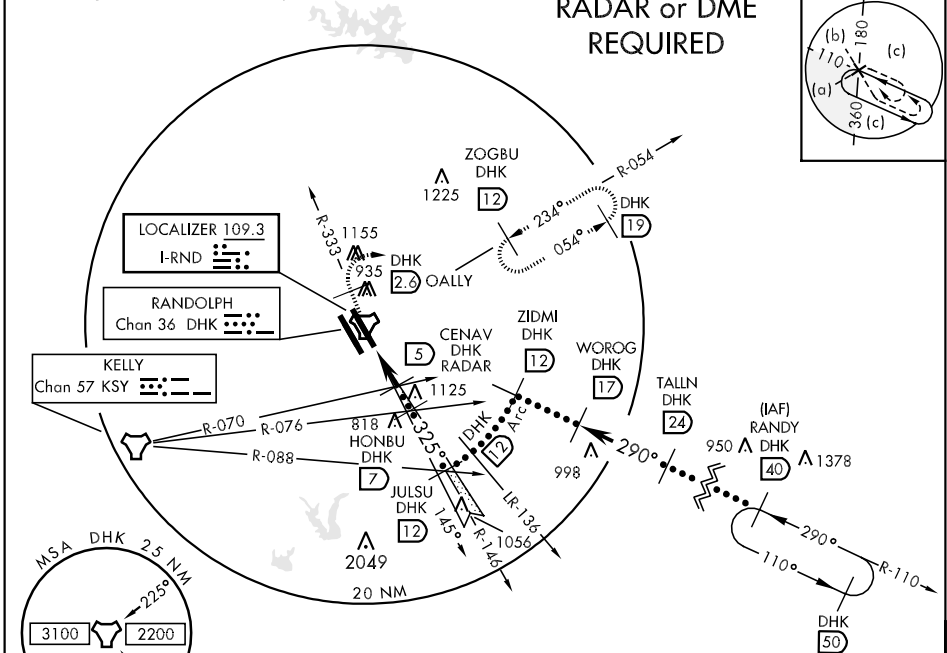 RADAR or DME
REQUIRED
180
(b)
(c)
110
(a)
360
(c)
ZOGBU
DHK
12
1225
R-054
234°
054°
DHK
19
R-333
LOCALIZER 109.3
I-RND
1155
935
DHK
2.6 OALLY
RANDOLPH
Chan 36 DHK
KELLY
Chan 57 KSY
5
CENAV
DHK
RADAR
1125
ZIDMI
DHK
12
WOROG
DHK
17
TALLN
DHK
24
(IAF)
RANDY
DHK
40
950
1378
R-070
R-076
R-088
818
HONBU
DHK
7
325°
DHK
12
Arc
998
290°
JULSU
DHK
12
145°
R-146
1056
LR-136
2049
20 NM
290°
110°
R-110
DHK
50
MSA DHK 25 NM
225°
3100
2200